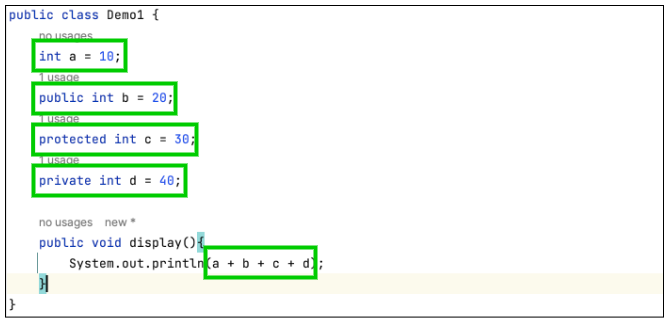 public class Demo1 {
no usages
int a = 10;
1 usage
public int b = 20;
1 usage
protected int c = 30;
1 usage
private int d = 40;
no usages new *
public void display(){
System.out.println(a + b + c + d);
}
}